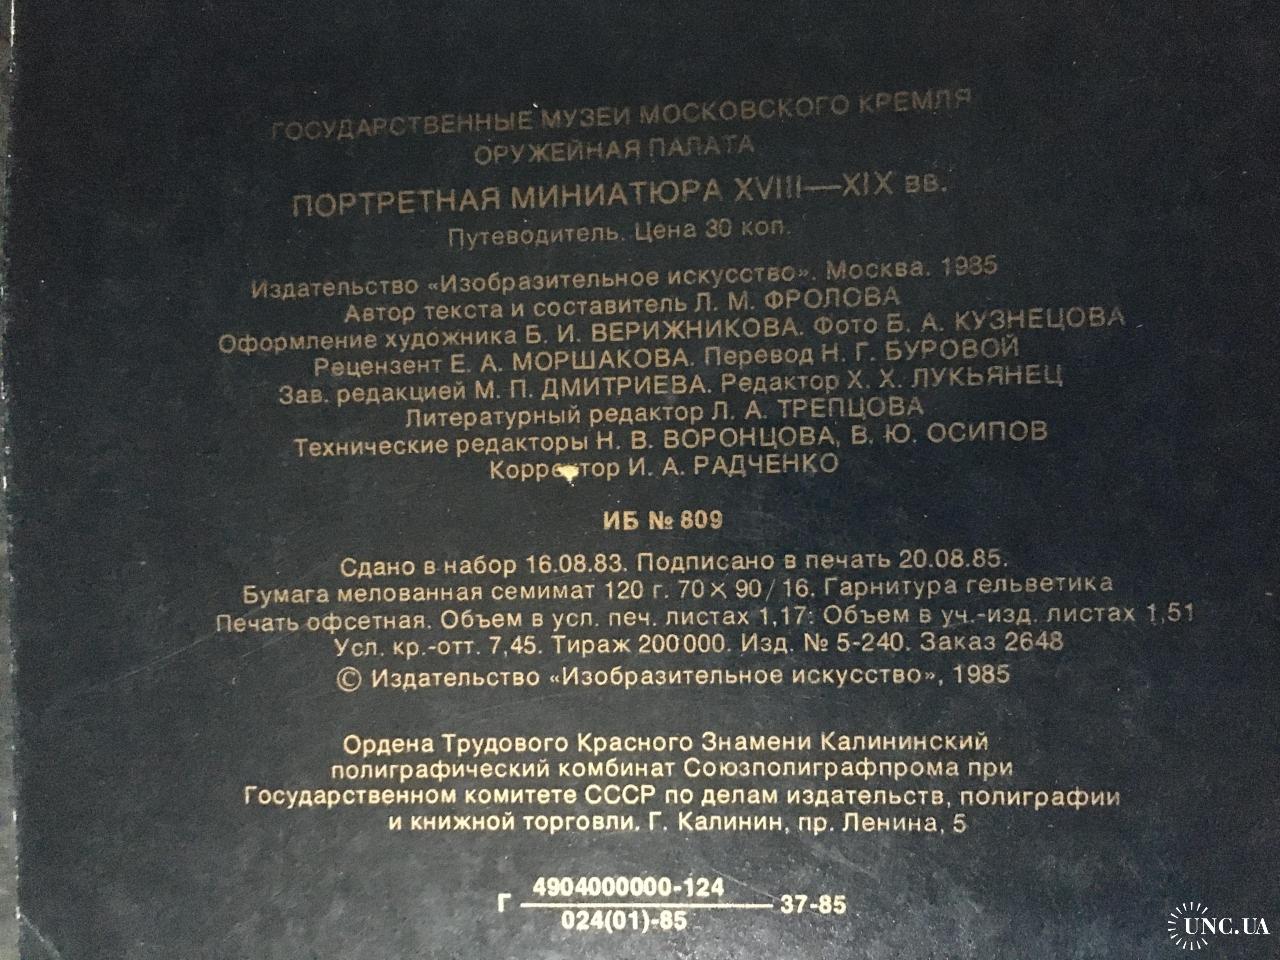 ГОСУДАРСТВЕННЫЕ МУЗЕИ МОСКОВСКОГО КРЕМЛЯ
ОРУЖЕЙНАЯ ПАЛАТА
ПОРТРЕТНАЯ МИНИАТЮРА XVIII—XIX вв.
Путеводитель. Цена 30 коп.
Издательство «Изобразительное искусство». Москва. 1985
Автор текста и составитель Л. М. ФРОЛОВА
Оформление художника Б. И. ВЕРИЖНИКОВА. Фото Б. А. КУЗНЕЦОВА
Рецензент Е. А. МОРШАКОВА. Перевод Н. Г. БУРОВОЙ
Зав. редакцией М. П. ДМИТРИЕВА. Редактор Х. Х. ЛУКЬЯНЕЦ
Литературный редактор Л. А. ТРЕПЦОВА
Технические редакторы Н. В. ВОРОНЦОВА, В. Ю. ОСИПОВ
Корректор И. А. РАДЧЕНКО
ИБ № 809
Сдано в набор 16.08.83. Подписано в печать 20.08.85.
Бумага мелованная семимат 120 г. 70×90/16. Гарнитура гельветика
Печать офсетная. Объем в усл. печ. листах 1,17: Объем в уч.-изд. листах 1,51
Усл. кр.-отт. 7,45. Тираж 200000. Изд. № 5-240. Заказ 2648
© Издательство «Изобразительное искусство», 1985
Ордена Трудового Красного Знамени Калининский
полиграфический комбинат Союзполиграфпрома при
Государственном комитете СССР по делам издательств, полиграфии
и книжной торговли. Г. Калинин, пр. Ленина, 5
4904000000-124
Г 37-85
024(01)-85
UNC.UA